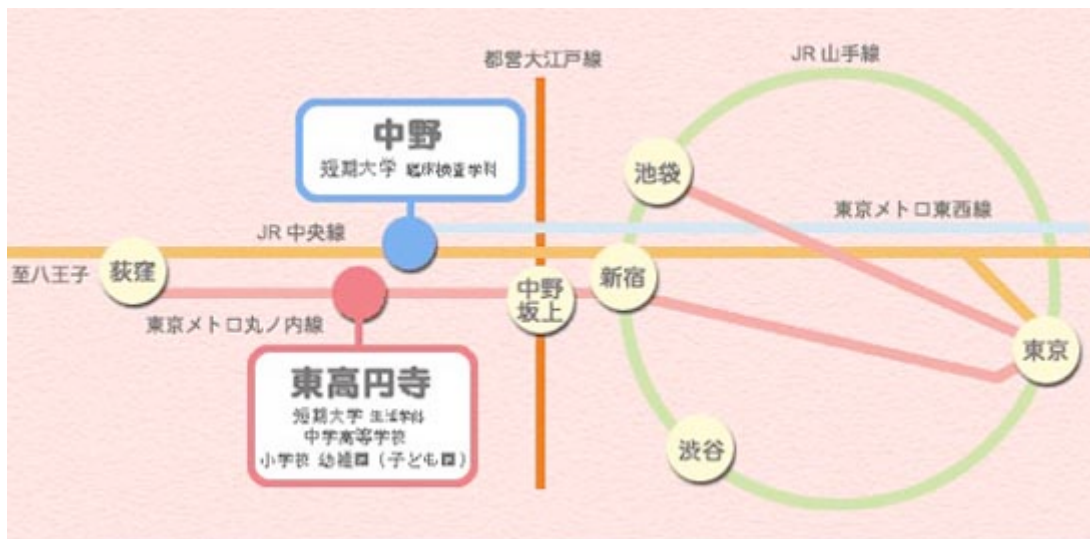 都営大江戸線
JR 山手線
中野
短期大学 臨床検査学科
池袋
東京メトロ東西線
JR 中央線
至八王子
荻窪
新宿
中野
坂上
東京メトロ丸ノ内線
東京
東高円寺
短期大学 生活学科
中学高等学校
小学校 幼稚園（子ども園）
渋谷